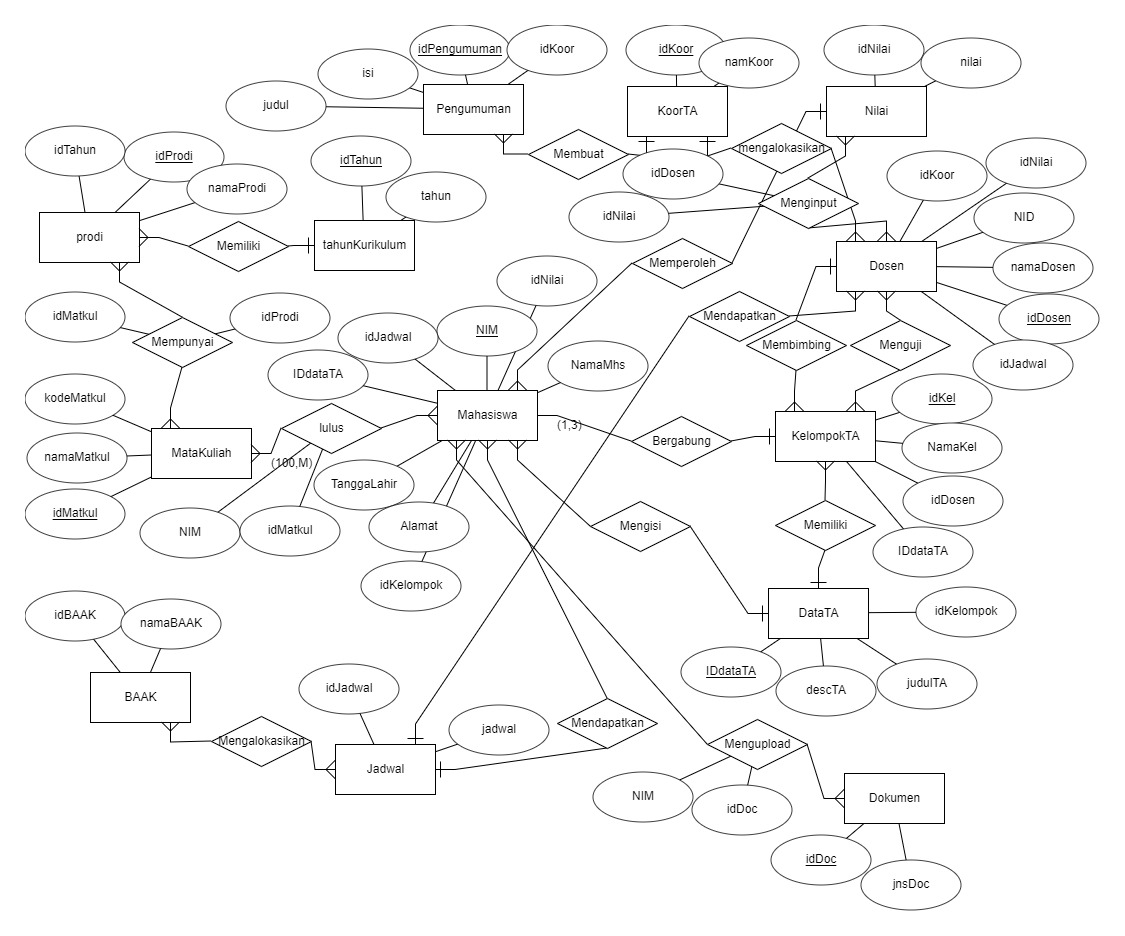 idPengumuman
idKoor
idKoor
namKoor
idNilai
nilai
isi
judul
Pengumuman
KoorTA
Nilai
idTahun
idProdi
idTahun
Membuat
mengalokasikan
idDosen
idKoor
idNilai
namaProdi
tahun
idNilai
Menginput
NID
prodi
Memiliki
tahunKurikulum
Memperoleh
Dosen
namaDosen
idNilai
idMatkul
idProdi
NIM
Mendapatkan
idDosen
idJadwal
Mempunyai
Membimbing
Menguji
IDdataTA
NamaMhs
idJadwal
kodeMatkul
idKel
Mahasiswa
(1,3)
lulus
Bergabung
KelompokTA
NamaKel
namaMatkul
MataKuliah
(100,M)
TanggaLahir
idDosen
idMatkul
NIM
idMatkul
Alamat
Mengisi
Memiliki
IDdataTA
idKelompok
idBAAK
namaBAAK
DataTA
idKelompok
IDdataTA
descTA
judulTA
BAAK
idJadwal
jadwal
Mendapatkan
Mengalokasikan
Mengupload
Jadwal
NIM
idDoc
Dokumen
idDoc
jnsDoc